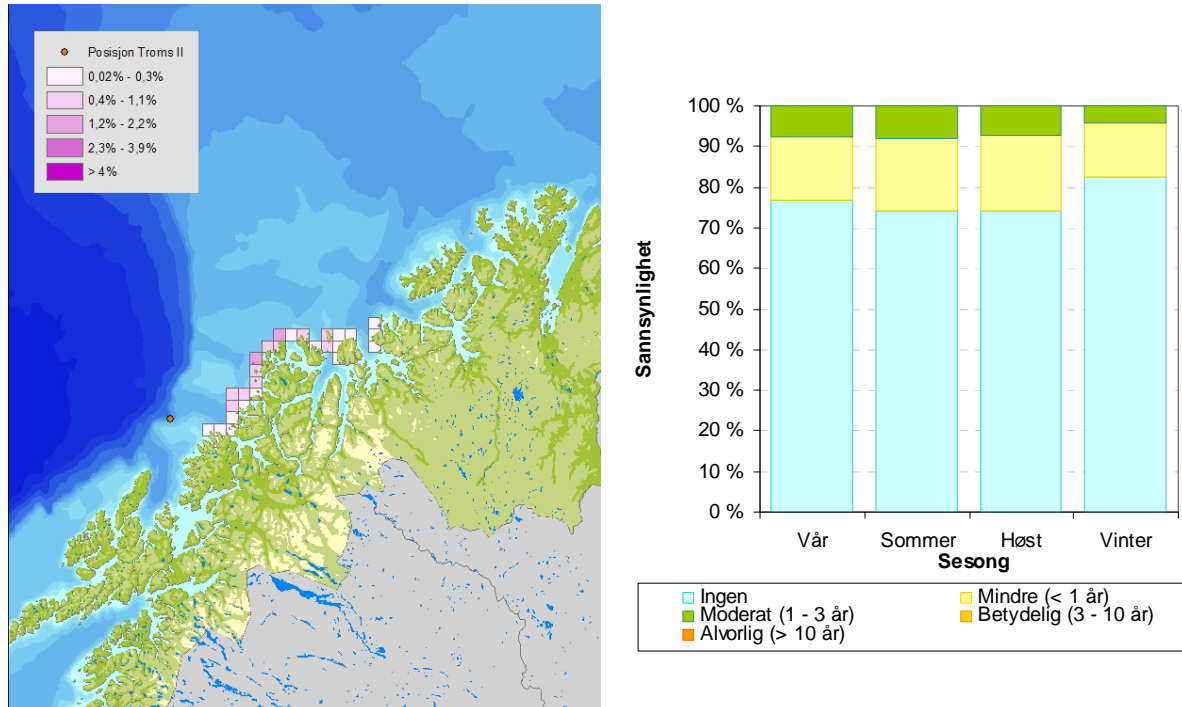 Posisjon Troms II
0,02% - 0,3%
0,4% - 1,1%
1,2% - 2,2%
2,3% - 3,9%
> 4%
100 %
90 %
80 %
70 %
60 %
50 %
40 %
30 %
20 %
10 %
0 %
Sannsynlighet
Vår Sommer Høst Vinter
Sesong
Ingen Mindre (< 1 år)
Moderat (1 - 3 år) Betydelig (3 - 10 år)
Alvorlig (> 10 år)